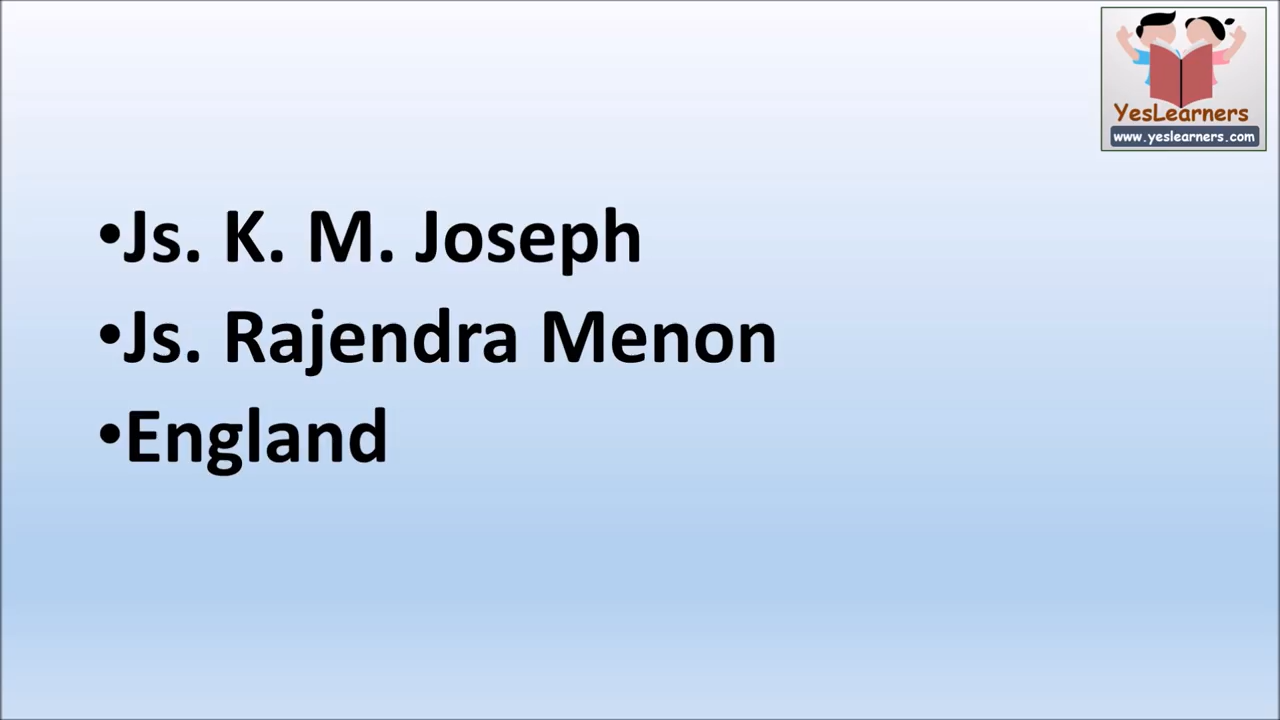 YesLearners
www.yeslearners.com
•Js. K. M. Joseph
•Js. Rajendra Menon
•England